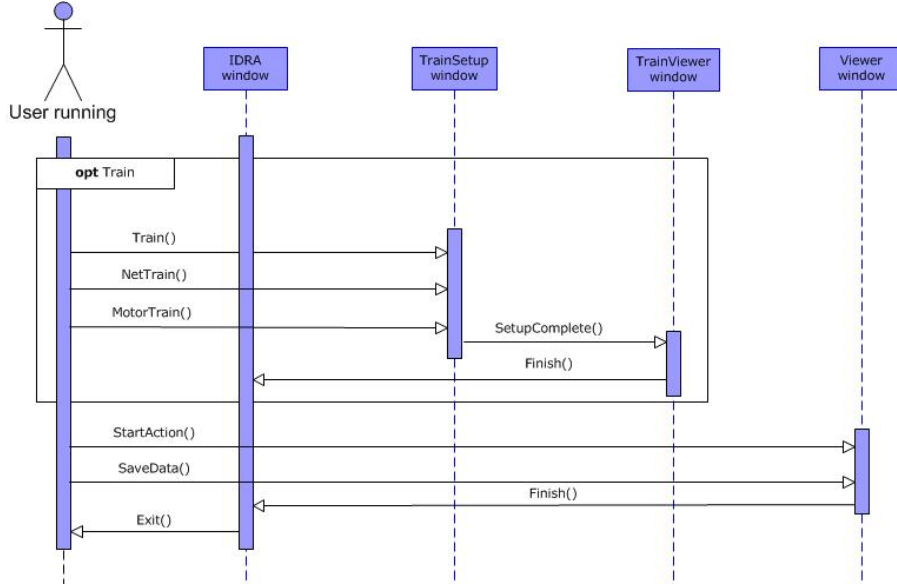 IDRA
window
TrainSetup
window
TrainViewer
window
Viewer
window
User running
opt Train
Train()
NetTrain()
MotorTrain()
SetupComplete()
Finish()
StartAction()
SaveData()
Finish()
Exit()